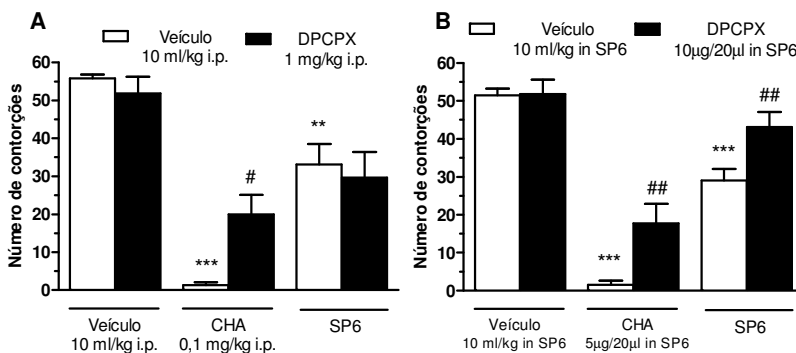 A
Veículo
10 ml/kg i.p.
DPCPX
1 mg/kg i.p.
Número de contorções
60
50
40
30
20
10
0
***
#
**
Veículo
10 ml/kg i.p.
CHA
0,1 mg/kg i.p.
SP6
B
Veículo
10 ml/kg in SP6
DPCPX
10µg/20µl in SP6
Número de contorções
60
50
40
30
20
10
0
***
##
***
##
Veículo
10 ml/kg in SP6
CHA
5µg/20µl in SP6
SP6